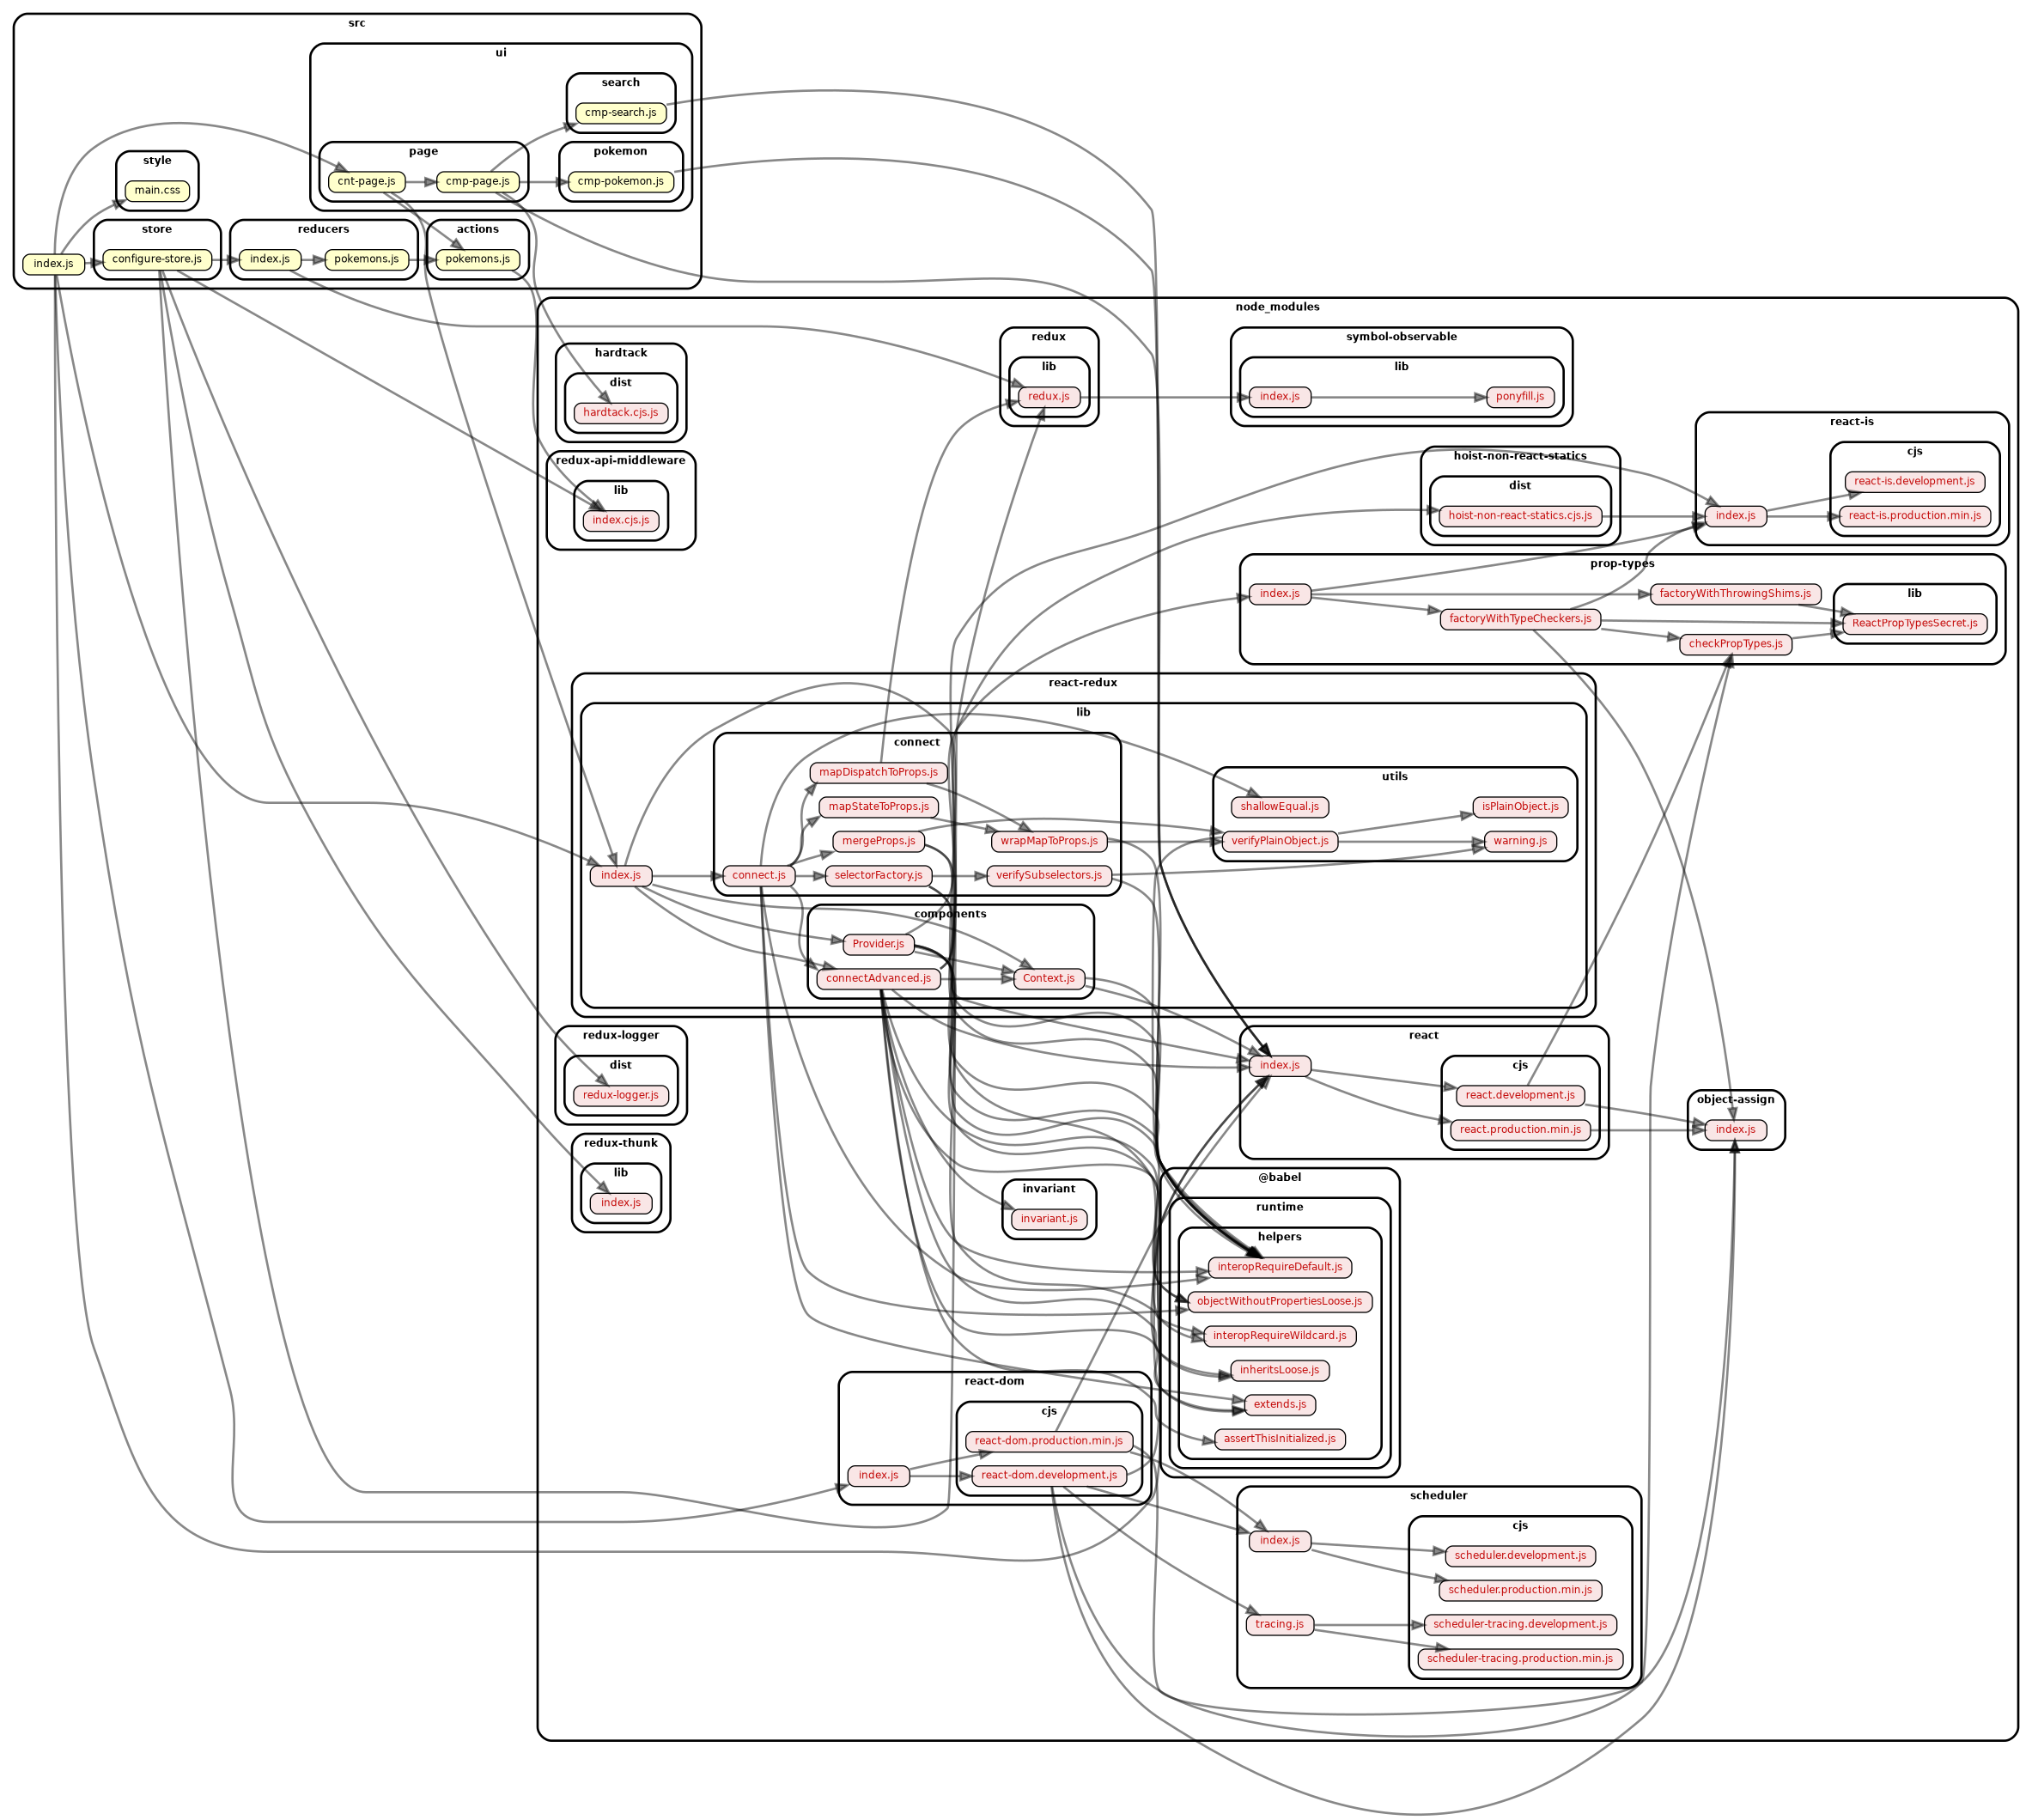 src
ui
search
cmp-search.js
page
cnt-page.js
cmp-page.js
pokemon
cmp-pokemon.js
style
main.css
index.js
store
configure-store.js
reducers
index.js
pokemons.js
actions
pokemons.js
node_modules
hardtack
dist
hardtack.cjs.js
redux
lib
redux.js
symbol-observable
lib
index.js
ponyfill.js
redux-api-middleware
lib
index.cjs.js
hoist-non-react-statics
dist
hoist-non-react-statics.cjs.js
react-is
index.js
cjs
react-is.development.js
react-is.production.min.js
prop-types
index.js
factoryWithThrowingShims.js
factoryWithTypeCheckers.js
checkPropTypes.js
lib
ReactPropTypesSecret.js
react-redux
lib
index.js
connect
mapDispatchToProps.js
mapStateToProps.js
mergeProps.js
wrapMapToProps.js
connect.js
selectorFactory.js
verifySubselectors.js
utils
shallowEqual.js
isPlainObject.js
verifyPlainObject.js
warning.js
components
Provider.js
connectAdvanced.js
Context.js
redux-logger
dist
redux-logger.js
react
index.js
cjs
react.development.js
react.production.min.js
object-assign
index.js
redux-thunk
lib
index.js
invariant
invariant.js
@babel
runtime
helpers
interopRequireDefault.js
objectWithoutPropertiesLoose.js
interopRequireWildcard.js
inheritsLoose.js
extends.js
assertThisInitialized.js
react-dom
index.js
cjs
react-dom.production.min.js
react-dom.development.js
scheduler
index.js
tracing.js
cjs
scheduler.development.js
scheduler.production.min.js
scheduler-tracing.development.js
scheduler-tracing.production.min.js